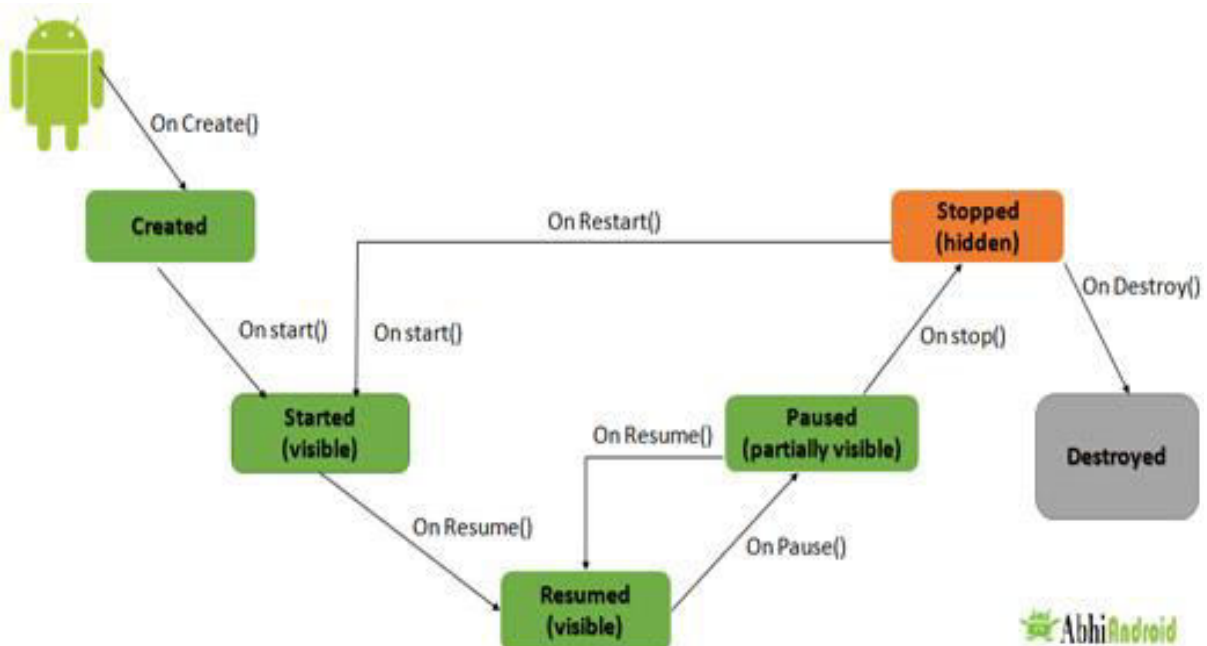 On Create()
Created
Stopped
(hidden)
On Restart()
On Destroy()
On start()
On start()
On stop()
Started
(visible)
Paused
(partially visible)
On Resume()
Destroyed
On Resume()
On Pause()
Resumed
(visible)
AbhiAndroid